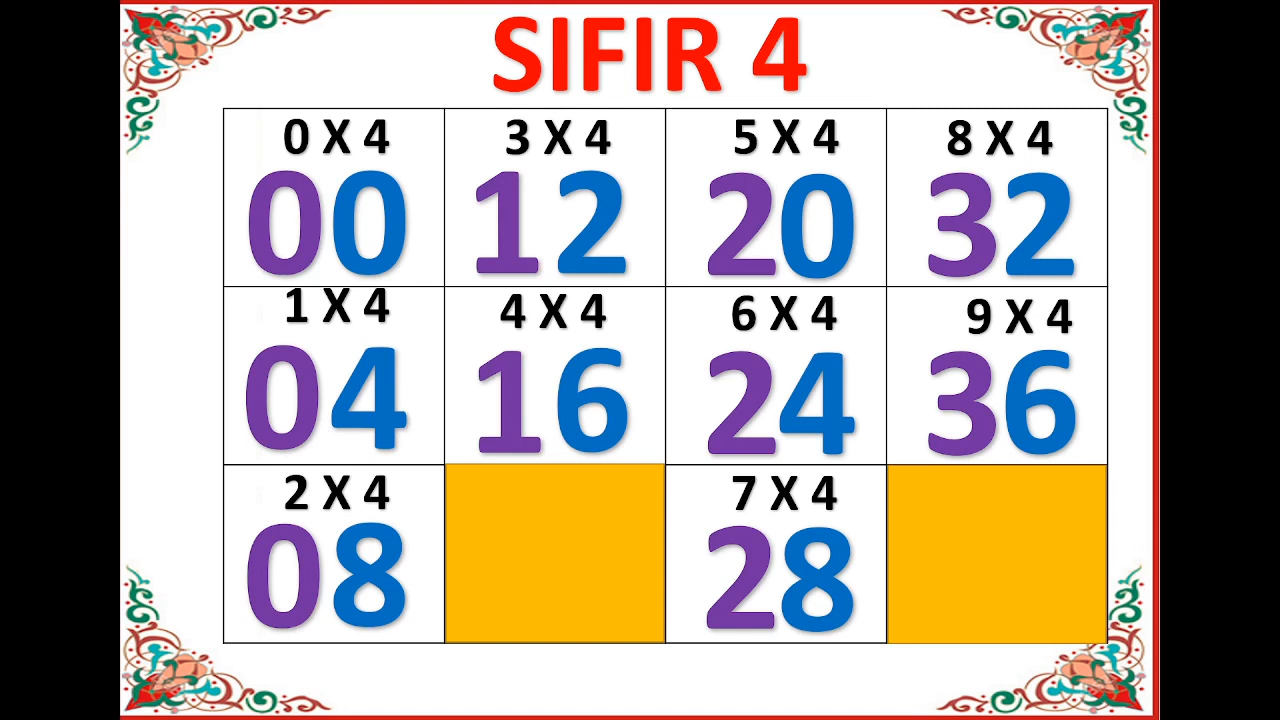 SIFIR 4
0 X 4
3 X 4
5 X 4
8 X 4
00
12
20
32
1 X 4
4 X 4
6 X 4
9 X 4
04
16
24
36
2 X 4
7 X 4
08
28